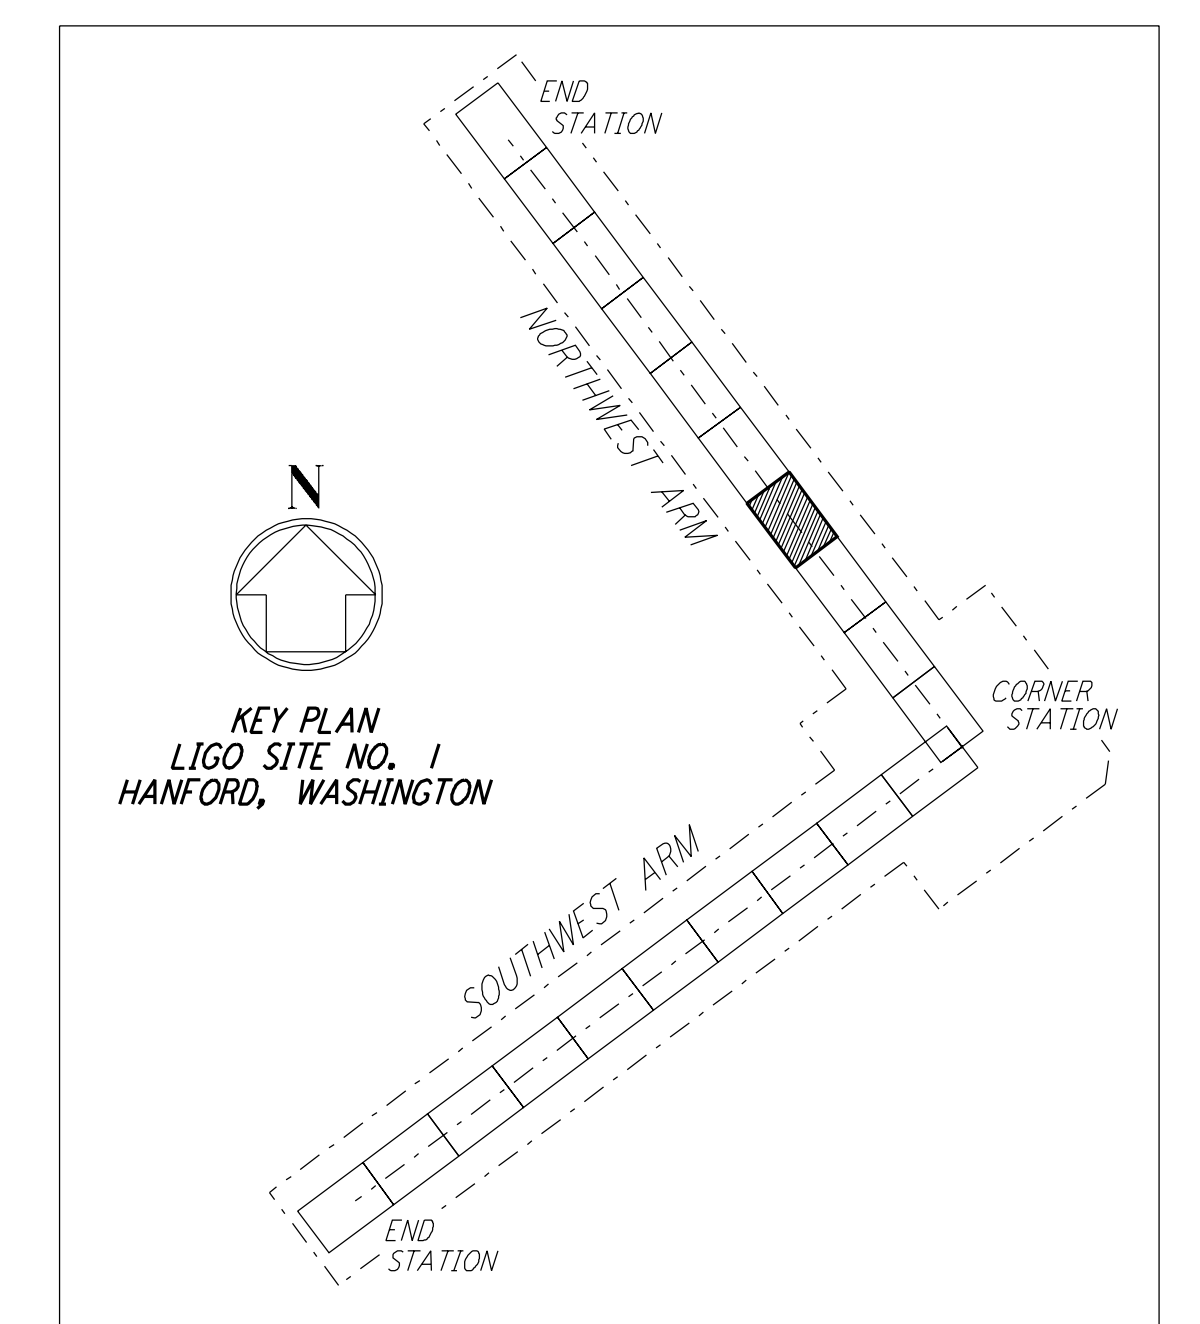 END
STATION
NORTHWEST ARM
N
CORNER
STATION
KEY PLAN
LIGO SITE NO. 1
HANFORD, WASHINGTON
SOUTHWEST ARM
END
STATION